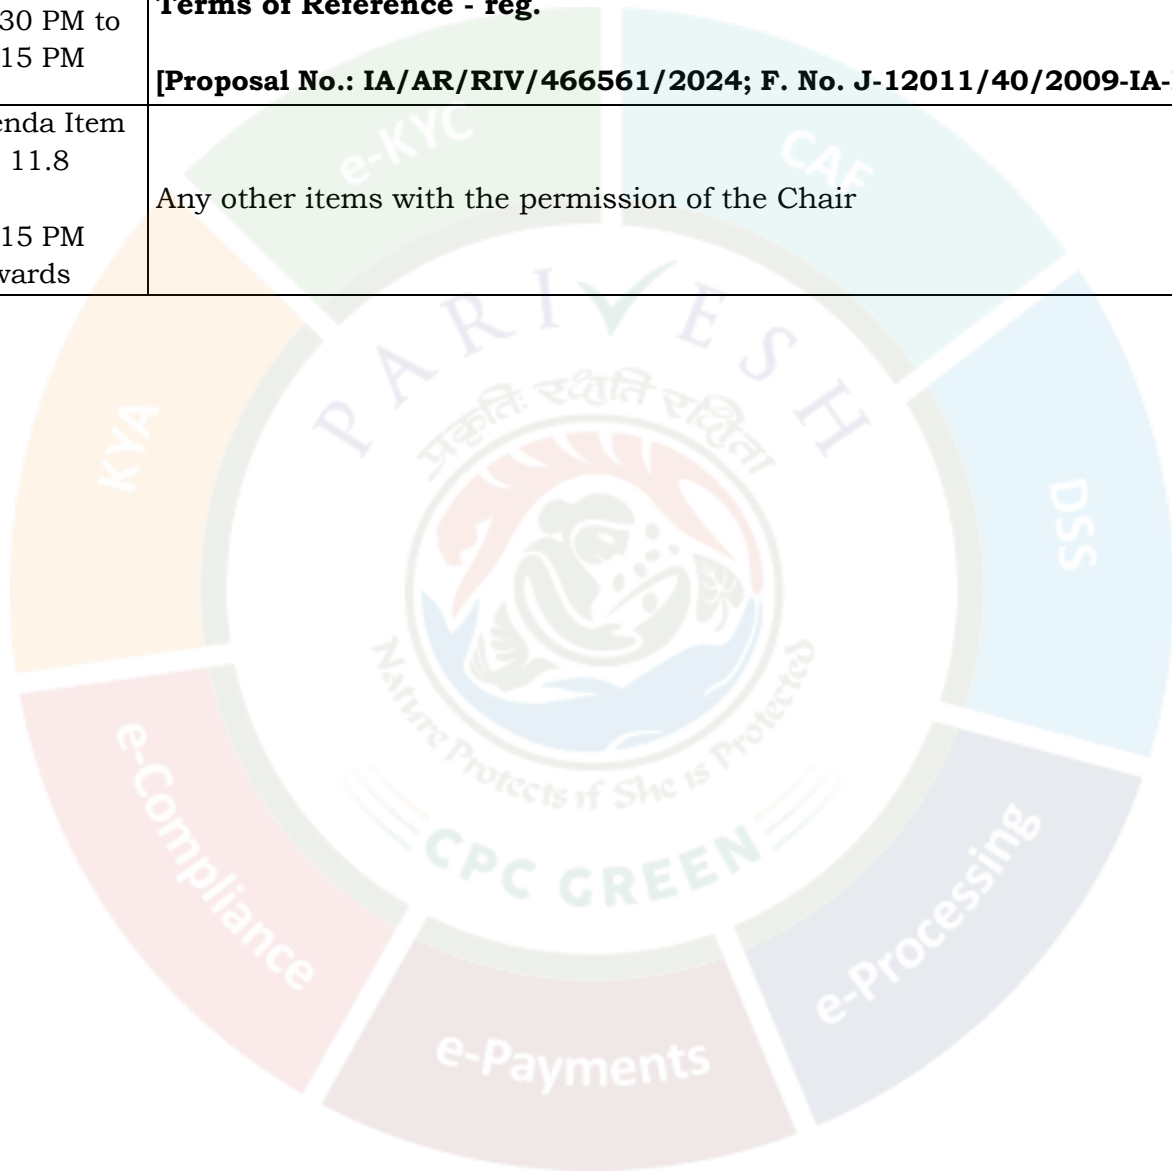 30 PM to
15 PM
Terms of Reference - reg.
[Proposal No.: IA/AR/RIV/466561/2024; F. No. J-12011/40/2009-IA-
enda Item
11.8
15 PM
wards
Any other items with the permission of the Chair
e-KYC
CAF
DSS
e-Processing
e-Payments
e-Compliance
KYA
PARIVESH
प्रकृतिः रक्षति रक्षिता
Nature Protects if She is Protected
CPC GREEN